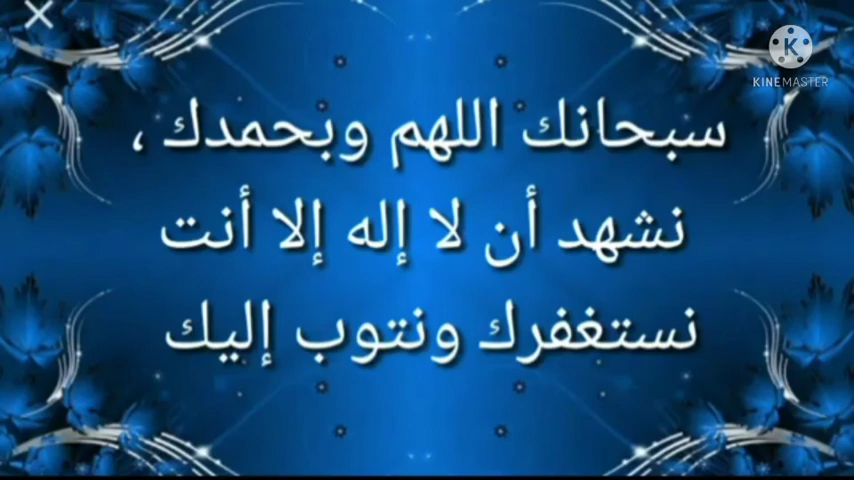 KINEMASTER
سبحانك اللهم وبحمدك ،
نشهد أن لا إله إلا أنت
نستغفرك ونتوب إليك